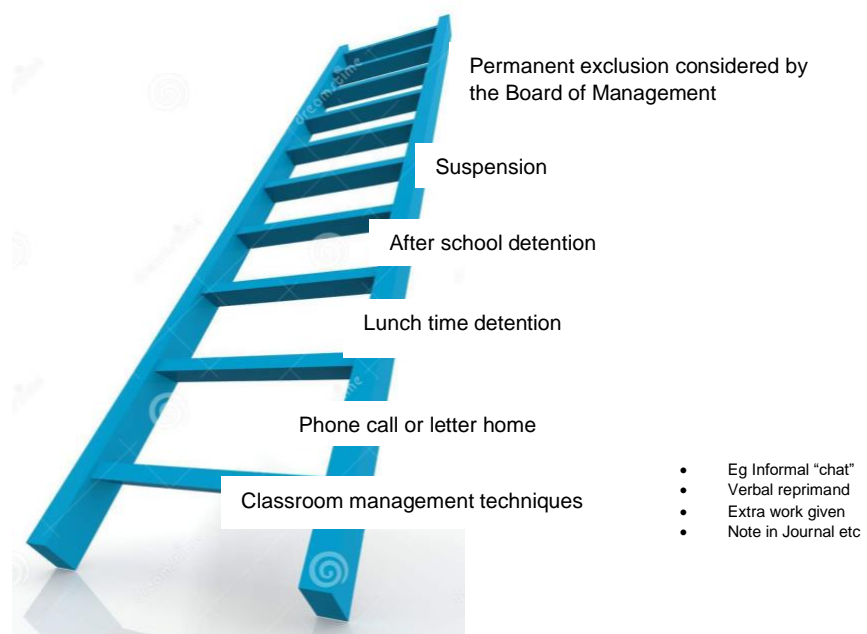 Permanent exclusion considered by
the Board of Management
dreamstime
Suspension
After school detention
Lunch time detention
Phone call or letter home
Classroom management techniques
• Eg Informal “chat”
• Verbal reprimand
• Extra work given
• Note in Journal etc